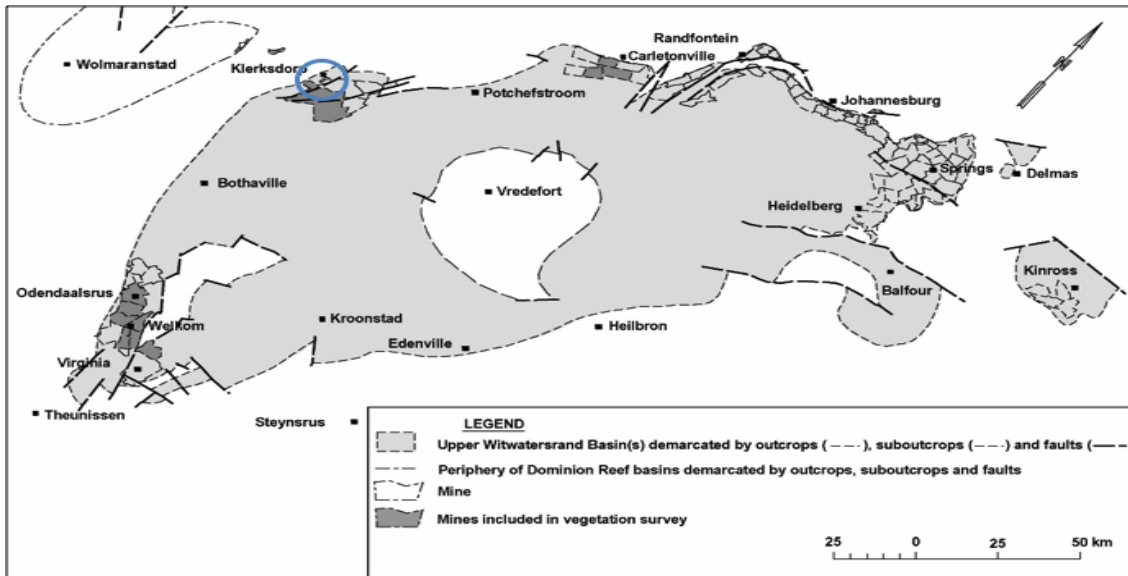 Randfontein
Carletonville
Wolmaranstad
Klerksdorp
Potchefstroom
Johannesburg
Springs
Delmas
Bothaville
Vredefort
Heidelberg
Kinross
Balfour
Odendaalsrus
Welkom
Kroonstad
Heilbron
Edenville
Virginia
Theunissen
Steynsrus
LEGEND
Upper Witwatersrand Basin(s) demarcated by outcrops ( ---- ), suboutcrops ( ---- ) and faults ( —
Periphery of Dominion Reef basins demarcated by outcrops, suboutcrops and faults
Mine
Mines included in vegetation survey
25 0 25 50 km